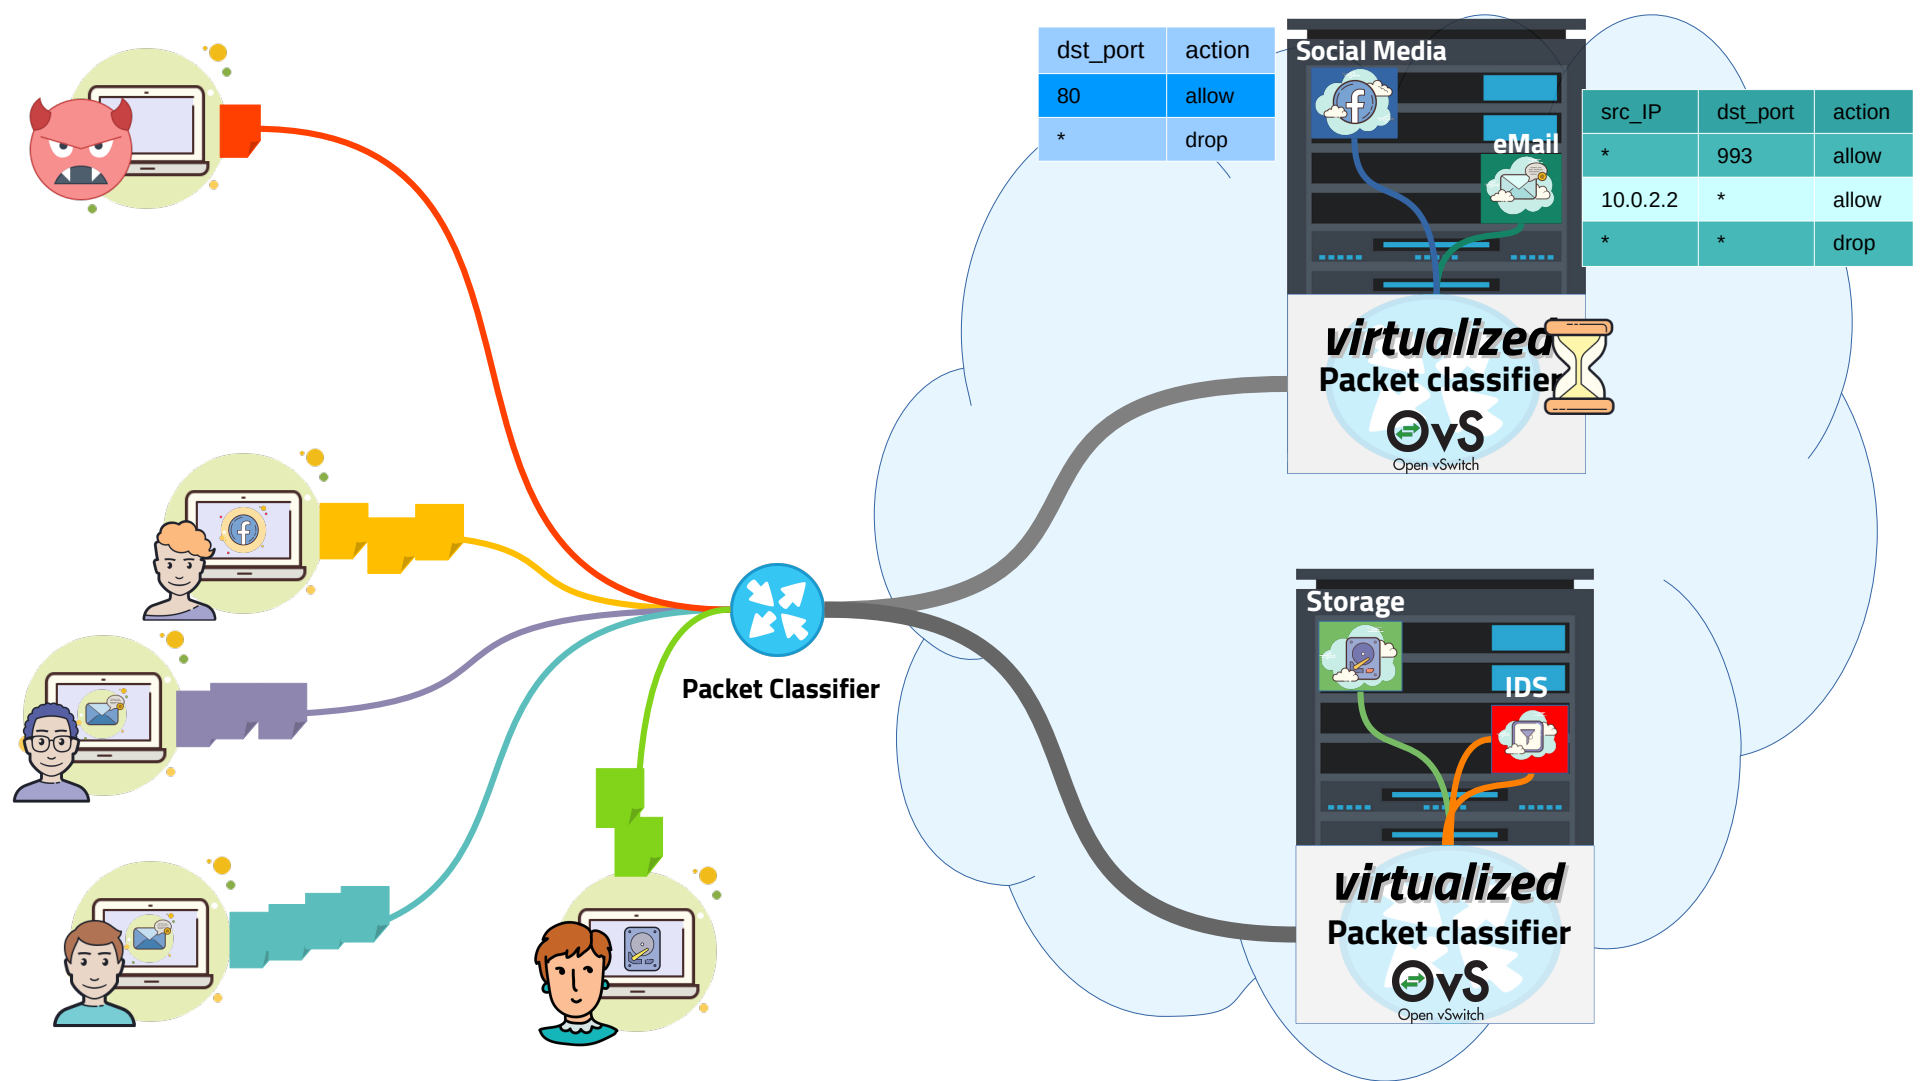 dst_port action
80 allow
* drop
Social Media
eMail
src_IP dst_port action
* 993 allow
10.0.2.2 * allow
* * drop
virtualized
Packet classifier
OvS
Open vSwitch
Packet Classifier
Storage
IDS
virtualized
Packet classifier
OvS
Open vSwitch